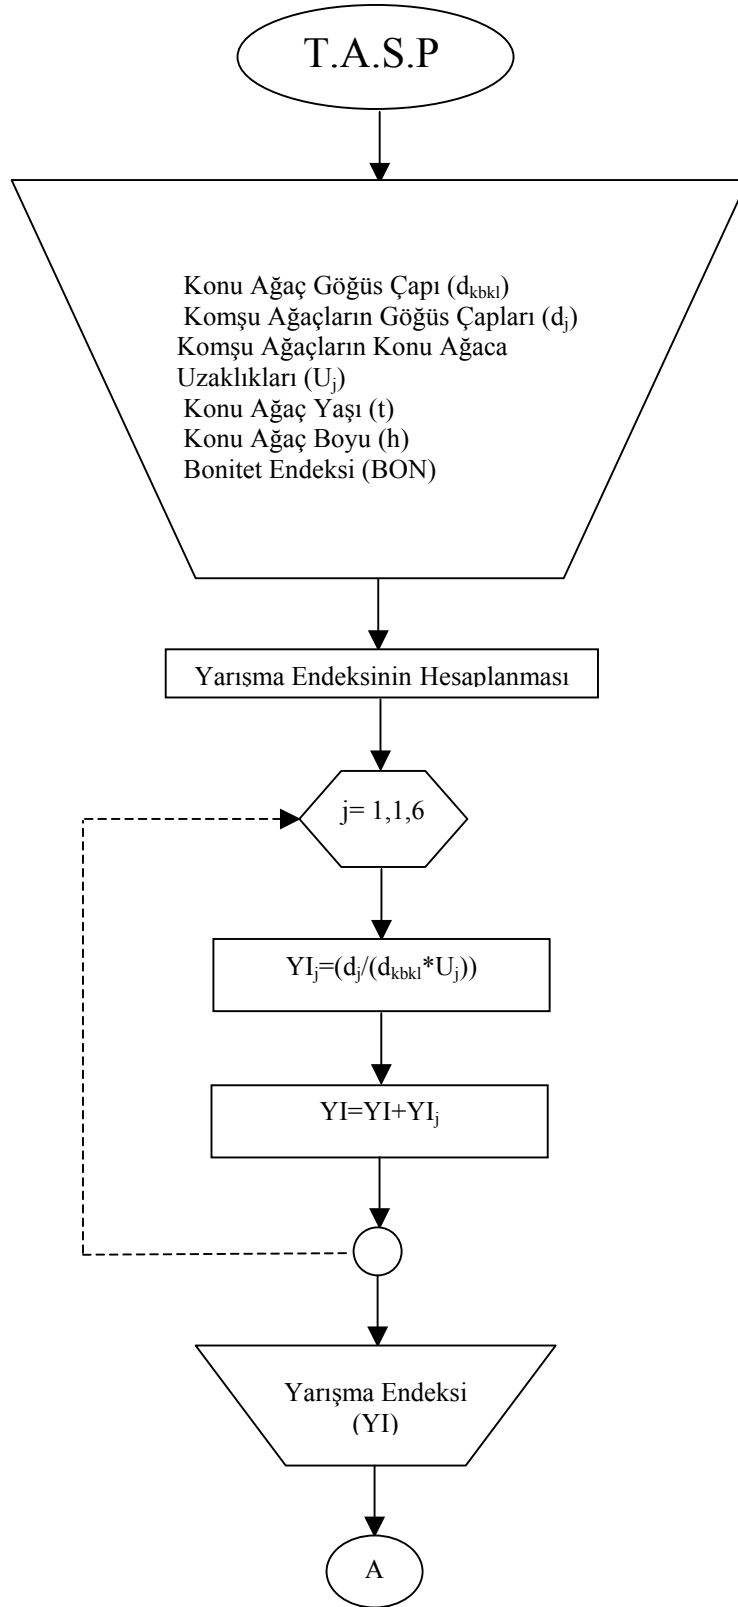 T.A.S.P
Konu Ağaç Göğüs Çapı (dkbkl)
Komşu Ağaçların Göğüs Çapları (dj)
Komşu Ağaçların Konu Ağaca
Uzaklıkları (Uj)
Konu Ağaç Yaşı (t)
Konu Ağaç Boyu (h)
Bonitet Endeksi (BON)
Yarışma Endeksinin Hesaplanması
j= 1,1,6
YIj=(dj/(dkbkl*Uj))
YI=YI+YIj
Yarışma Endeksi
(YI)
A